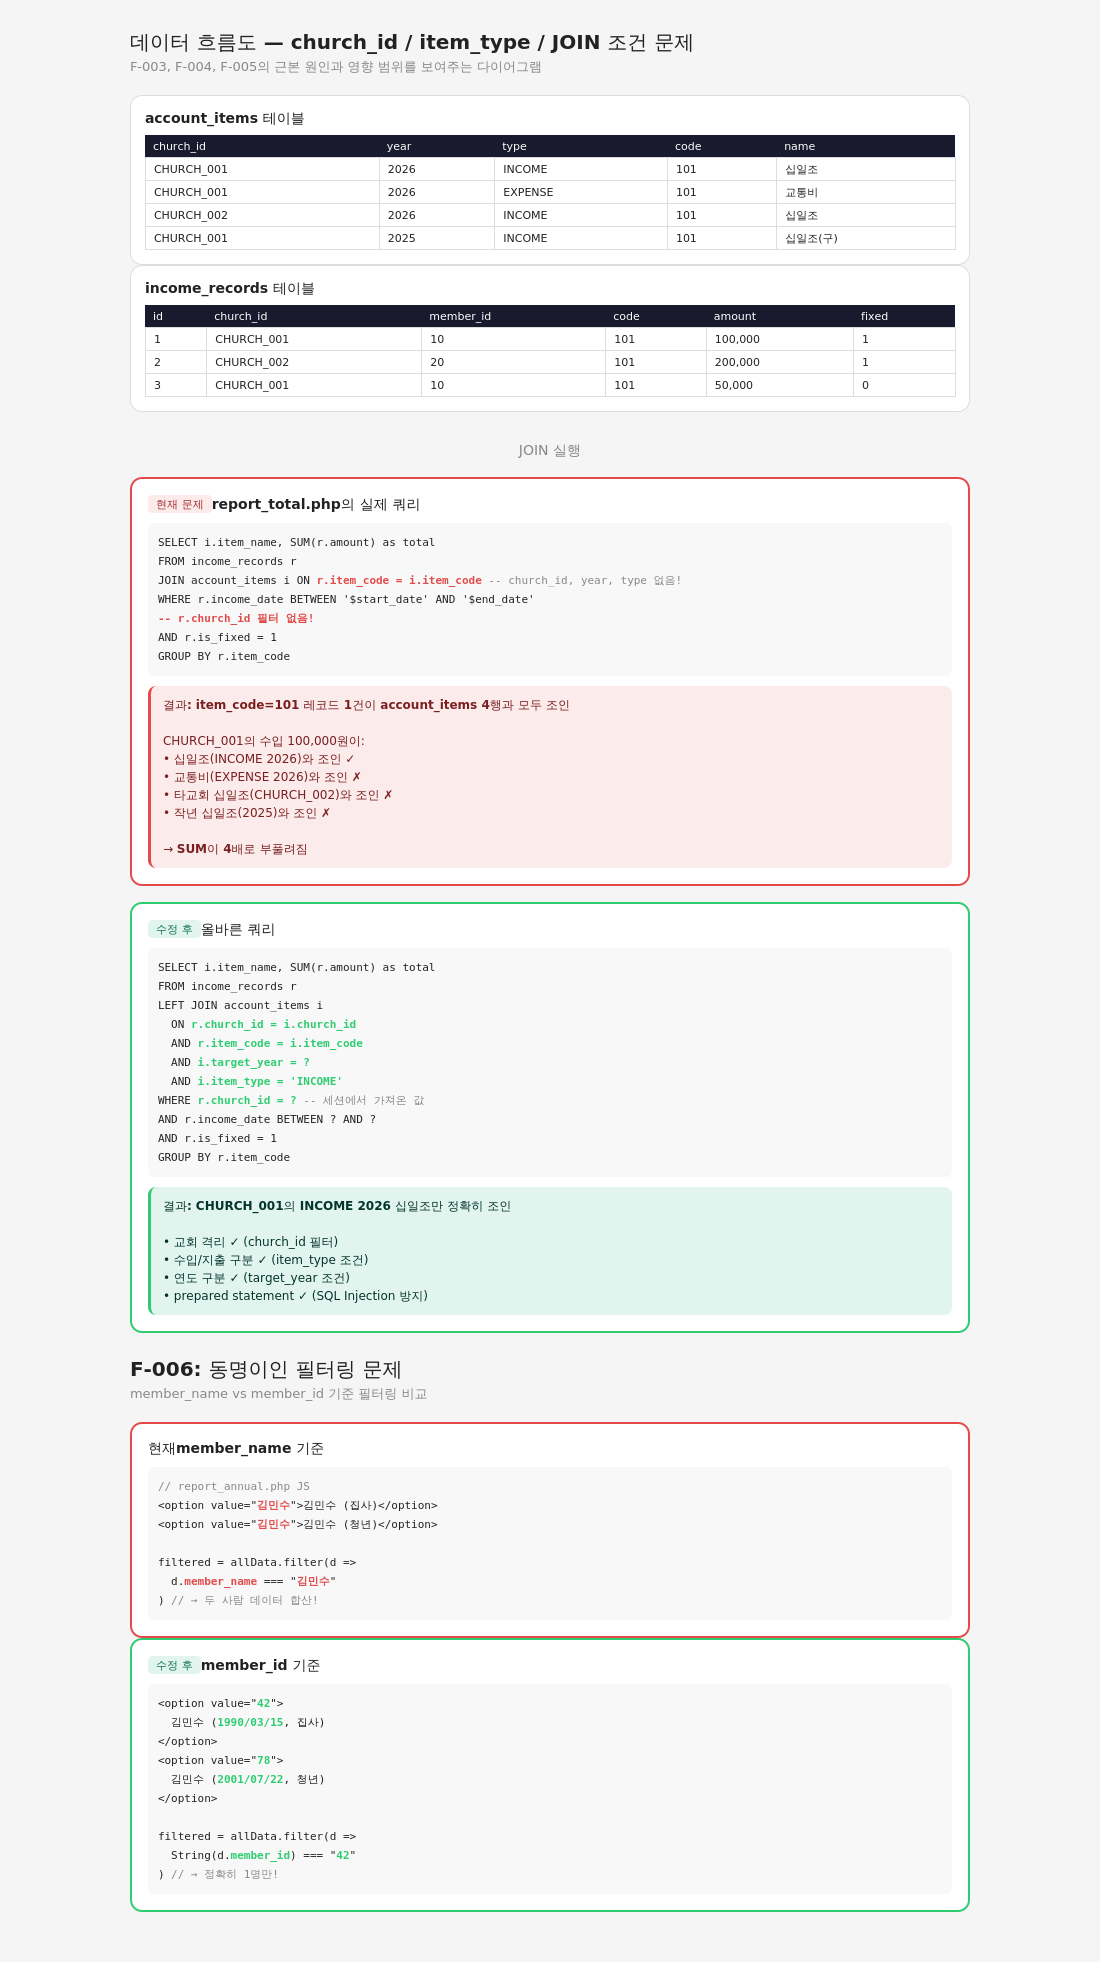 데이터 흐름도 — church_id / item_type / JOIN 조건 문제
F-003, F-004, F-005의 근본 원인과 영향 범위를 보여주는 다이어그램
account_items 테이블
church_id year type code name
CHURCH_001 2026 INCOME 101 십일조
CHURCH_001 2026 EXPENSE 101 교통비
CHURCH_002 2026 INCOME 101 십일조
CHURCH_001 2025 INCOME 101 십일조(구)
income_records 테이블
id church_id member_id code amount fixed
1 CHURCH_001 10 101 100,000 1
2 CHURCH_002 20 101 200,000 1
3 CHURCH_001 10 101 50,000 0
JOIN 실행
현재 문제 report_total.php의 실제 쿼리
SELECT i.item_name, SUM(r.amount) as total
FROM income_records r
JOIN account_items i ON r.item_code = i.item_code -- church_id, year, type 없음!
WHERE r.income_date BETWEEN '$start_date' AND '$end_date'
-- r.church_id 필터 없음!
AND r.is_fixed = 1
GROUP BY r.item_code
결과: item_code=101 레코드 1건이 account_items 4행과 모두 조인
CHURCH_001의 수입 100,000원이:
• 십일조(INCOME 2026)와 조인 ✓
• 교통비(EXPENSE 2026)와 조인 ✗
• 타교회 십일조(CHURCH_002)와 조인 ✗
• 작년 십일조(2025)와 조인 ✗
→ SUM이 4배로 부풀려짐
수정 후 올바른 쿼리
SELECT i.item_name, SUM(r.amount) as total
FROM income_records r
LEFT JOIN account_items i
ON r.church_id = i.church_id
AND r.item_code = i.item_code
AND i.target_year = ?
AND i.item_type = 'INCOME'
WHERE r.church_id = ? -- 세션에서 가져온 값
AND r.income_date BETWEEN ? AND ?
AND r.is_fixed = 1
GROUP BY r.item_code
결과: CHURCH_001의 INCOME 2026 십일조만 정확히 조인
• 교회 격리 ✓ (church_id 필터)
• 수입/지출 구분 ✓ (item_type 조건)
• 연도 구분 ✓ (target_year 조건)
• prepared statement ✓ (SQL Injection 방지)
F-006: 동명이인 필터링 문제
member_name vs member_id 기준 필터링 비교
현재member_name 기준
// report_annual.php JS
<option value="김민수">김민수 (집사)</option>
<option value="김민수">김민수 (청년)</option>
filtered = allData.filter(d =>
d.member_name === "김민수"
) // → 두 사람 데이터 합산!
수정 후 member_id 기준
<option value="42">
김민수 (1990/03/15, 집사)
</option>
<option value="78">
김민수 (2001/07/22, 청년)
</option>
filtered = allData.filter(d =>
String(d.member_id) === "42"
) // → 정확히 1명만!